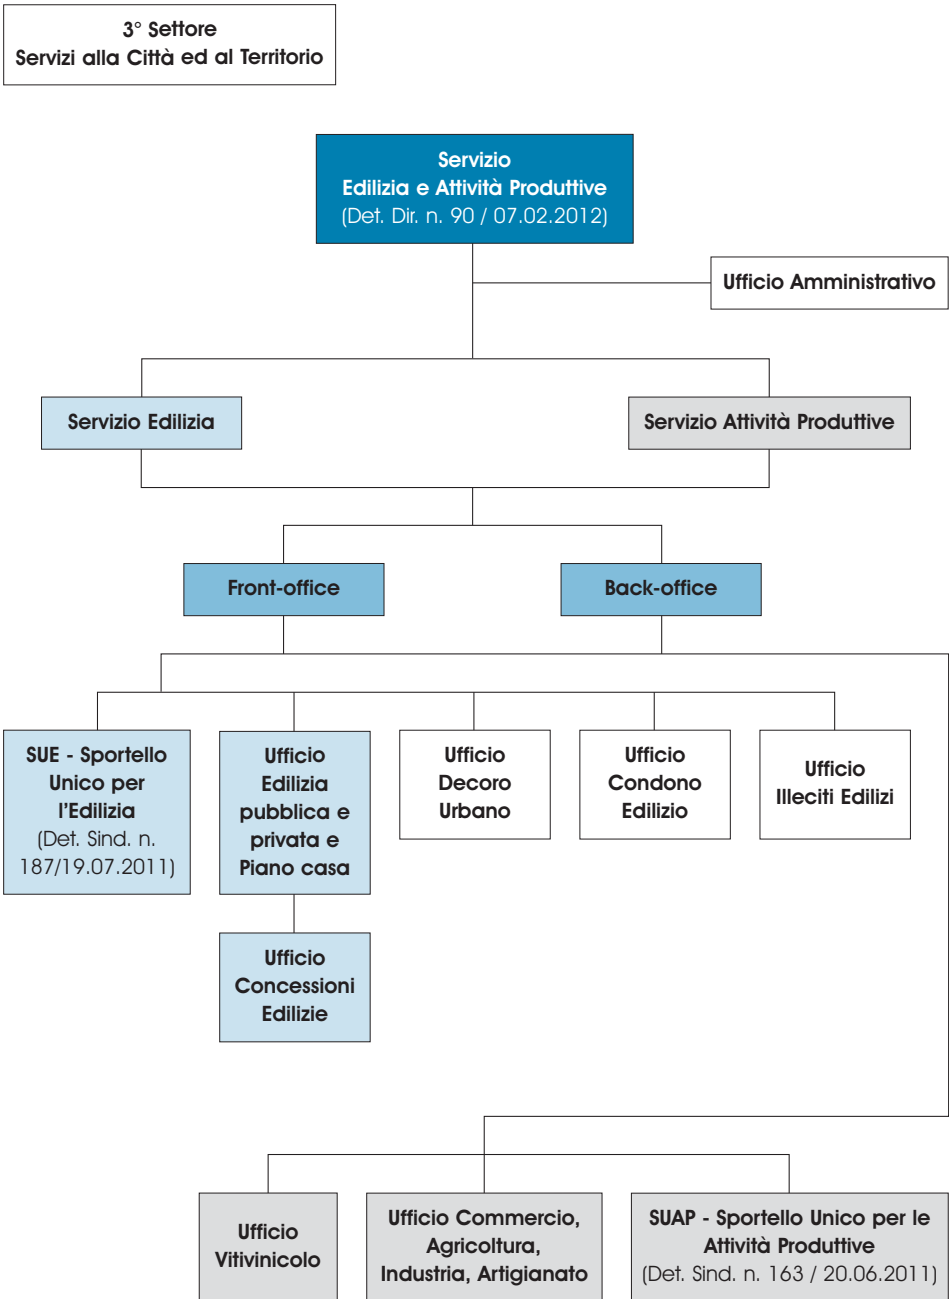 3° Settore
Servizi alla Città ed al Territorio
Servizio
Edilizia e Attività Produttive
(Det. Dir. n. 90 / 07.02.2012)
Ufficio Amministrativo
Servizio Edilizia
Servizio Attività Produttive
Front-office
Back-office
SUE - Sportello
Unico per
l'Edilizia
(Det. Sind. n.
187/19.07.2011)
Ufficio
Edilizia
pubblica e
privata e
Piano casa
Ufficio
Decoro
Urbano
Ufficio
Condono
Edilizio
Ufficio
Illeciti Edilizi
Ufficio
Concessioni
Edilizie
Ufficio
Vitivinicolo
Ufficio Commercio,
Agricoltura,
Industria, Artigianato
SUAP - Sportello Unico per le
Attività Produttive
(Det. Sind. n. 163 / 20.06.2011)